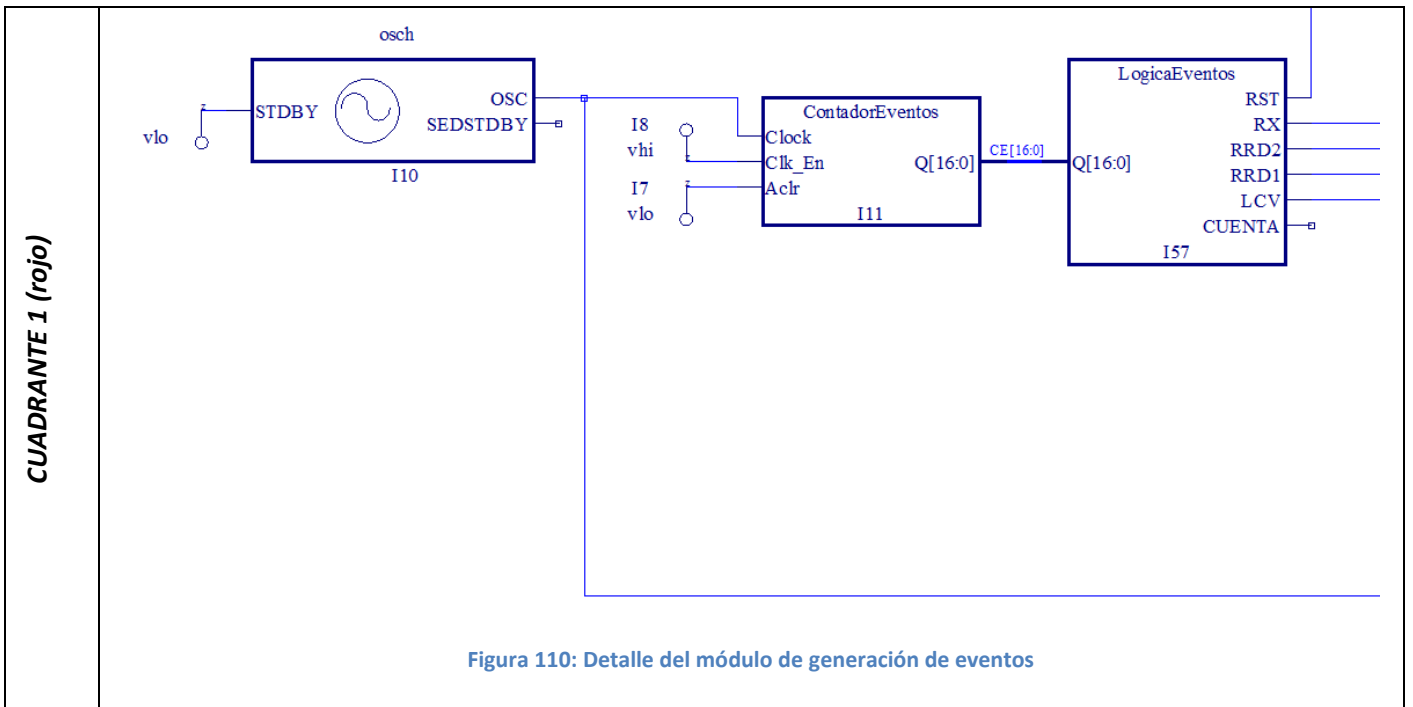 CUADRANTE 1 (rojo)
osch
vlo
z
STDBY
OSC
SEDSTDBY
I10
I8
vhi
z
I7
vlo
z
ContadorEventos
Clock
Clk_En
Aclr
Q[16:0]
I11
CE[16:0]
LogicaEventos
Q[16:0]
RST
RX
RRD2
RRD1
LCV
CUENTA
I57
Figura 110: Detalle del módulo de generación de eventos